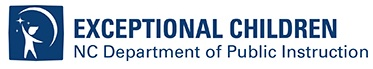 EXCEPTIONAL CHILDREN
NC Department of Public Instruction